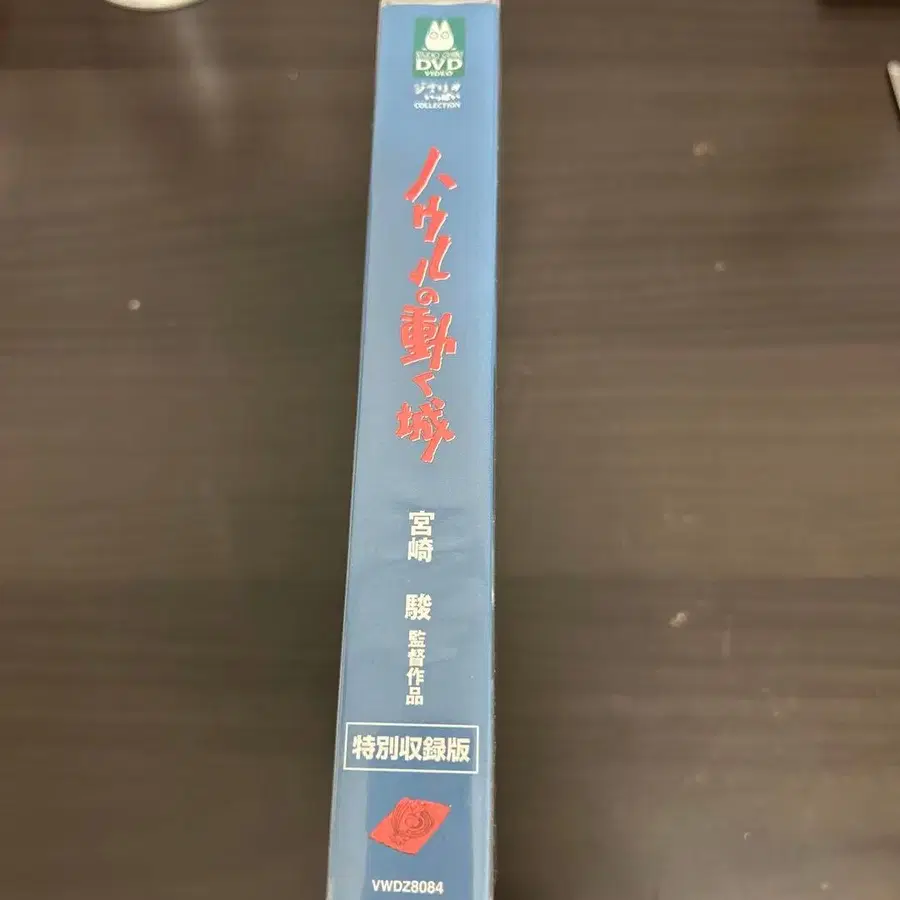 STUDIO GHIBLI
DVD
VIDEO
ジブリが
いっぱい
COLLECTION
ハウルの動く城
宮崎 駿 監督作品
特別収録版
VWDZ8084